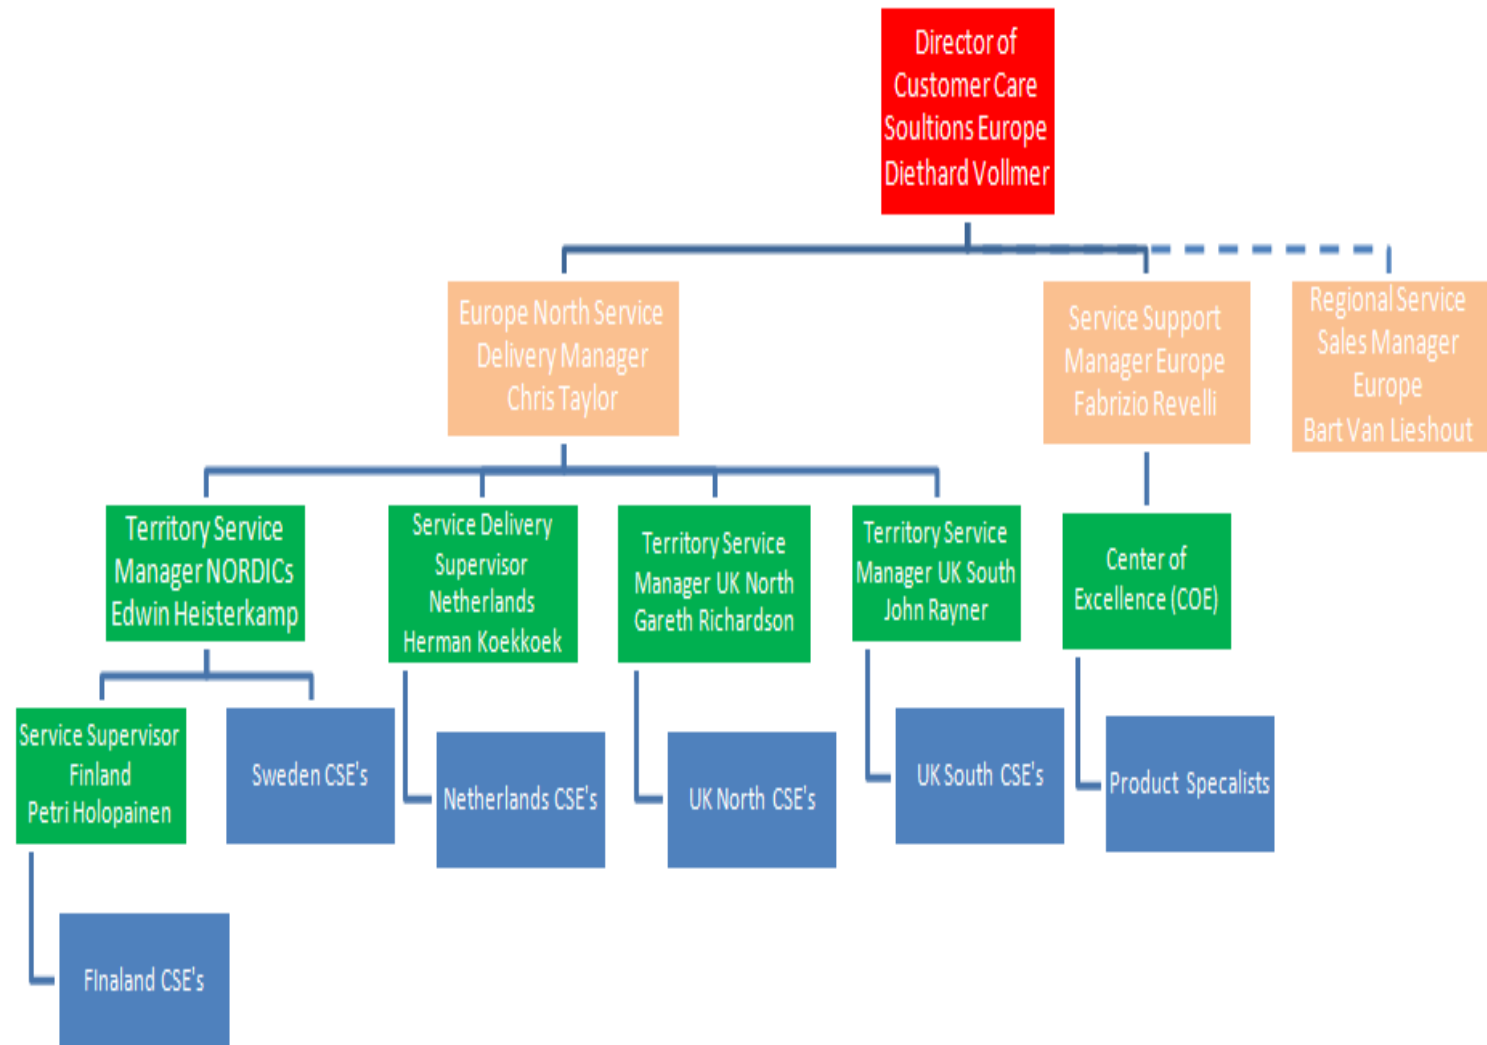 Director of
Customer Care
Soultions Europe
Diethard Vollmer
Europe North Service
Delivery Manager
Chris Taylor
Service Support
Manager Europe
Fabrizio Revelli
Regional Service
Sales Manager
Europe
Bart Van Lieshout
Territory Service
Manager NORDICs
Edwin Heisterkamp
Service Delivery
Supervisor
Netherlands
Herman Koekkoek
Territory Service
Manager UK North
Gareth Richardson
Territory Service
Manager UK South
John Rayner
Center of
Excellence (COE)
Service Supervisor
Finland
Petri Holopainen
Sweden CSE's
Netherlands CSE's
UK North CSE's
UK South CSE's
Product Specalists
FInaland CSE's